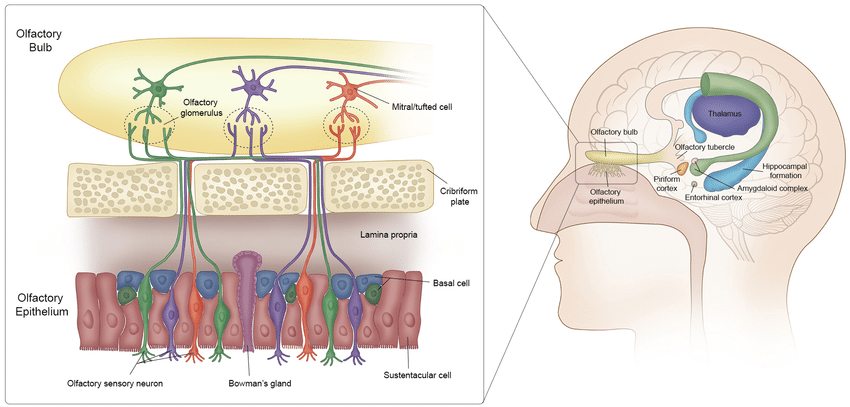 Olfactory
Bulb
Olfactory
glomerulus
Mitral/tufted cell
Cribriform
plate
Lamina propria
Basal cell
Olfactory
Epithelium
Olfactory sensory neuron
Bowman's gland
Sustentacular cell
Thalamus
Olfactory bulb
Olfactory tubercle
Hippocampal
formation
Piriform
cortex
Amygdaloid complex
Olfactory
epithelium
Entorhinal cortex